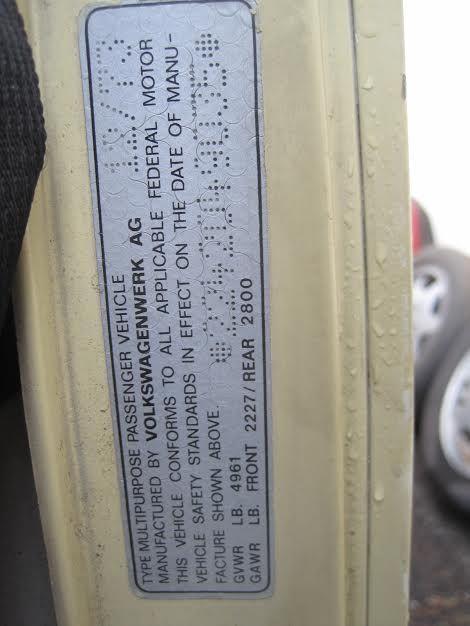 TYPE MULTIPURPOSE PASSENGER VEHICLE
MANUFACTURED BY VOLKSWAGENWERK AG
THIS VEHICLE CONFORMS TO ALL APPLICABLE FEDERAL MOTOR
VEHICLE SAFETY STANDARDS IN EFFECT ON THE DATE OF MANU-
FACTURE SHOWN ABOVE.
GVWR LB. 4961
GAWR LB. FRONT 2227/REAR 2800